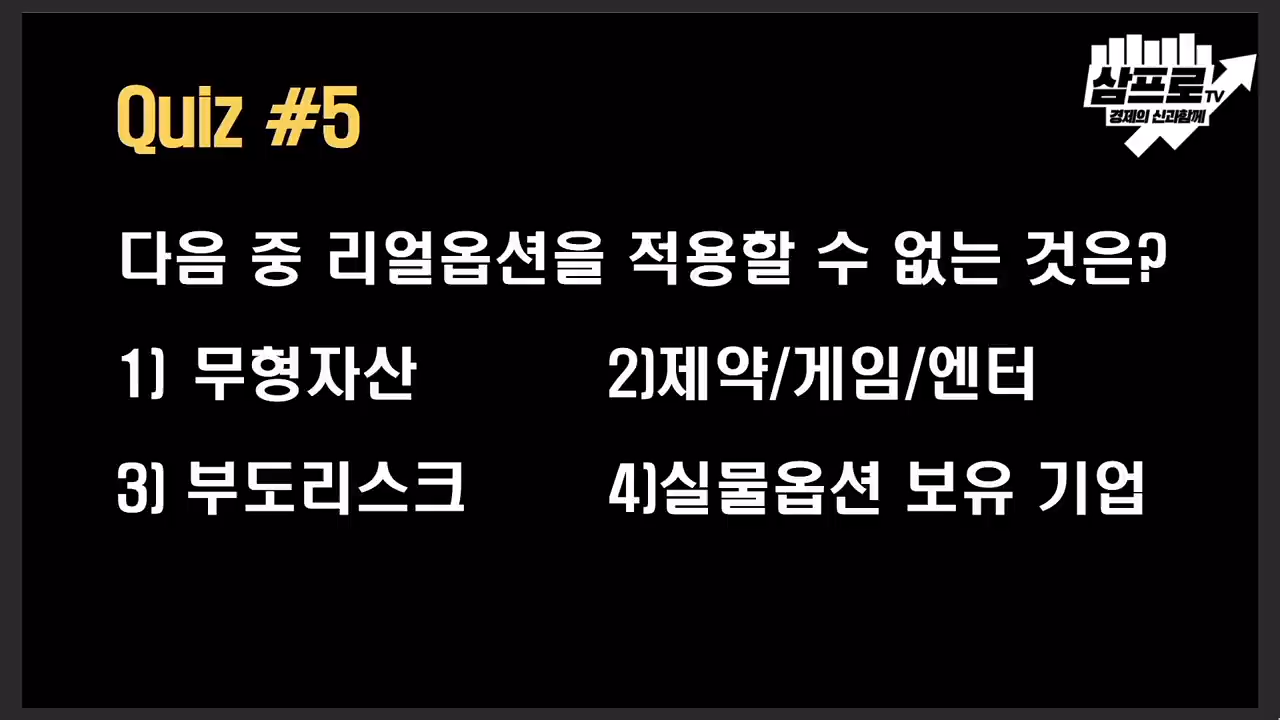 삼프로TV
경제의 신과함께
Quiz #5
다음 중 리얼옵션을 적용할 수 없는 것은?
1) 무형자산
2)제약/게임/엔터
3) 부도리스크
4)실물옵션 보유 기업